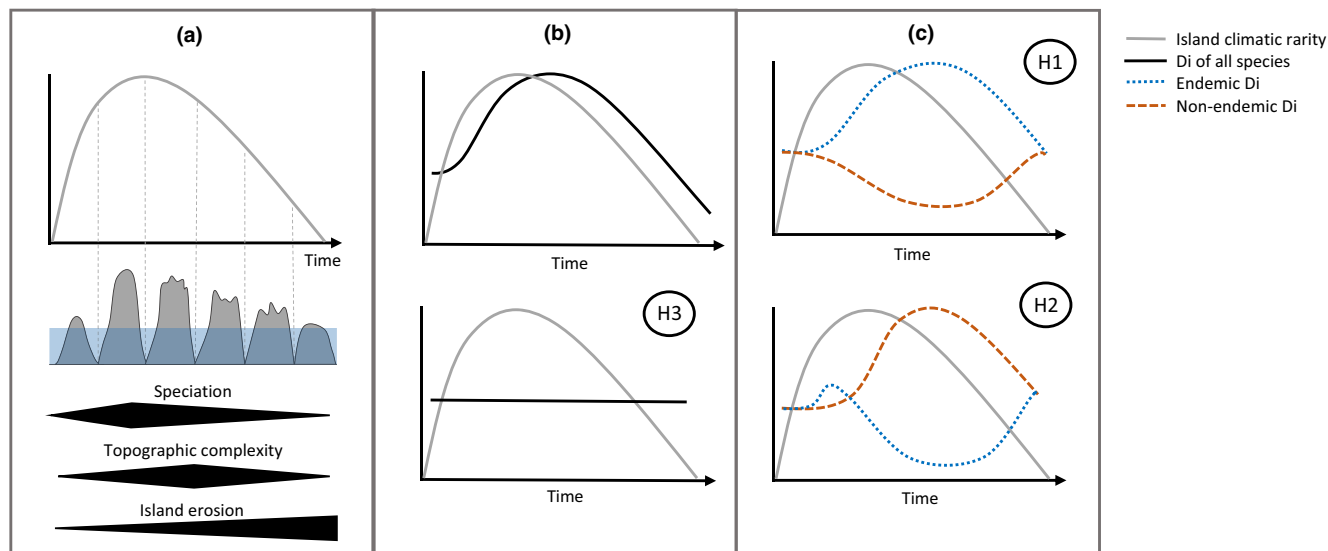 (a)
Time
Speciation
Topographic complexity
Island erosion
(b)
Time
H3
Time
(c)
H1
Time
H2
Time
Island climatic rarity
Di of all species
Endemic Di
Non-endemic Di